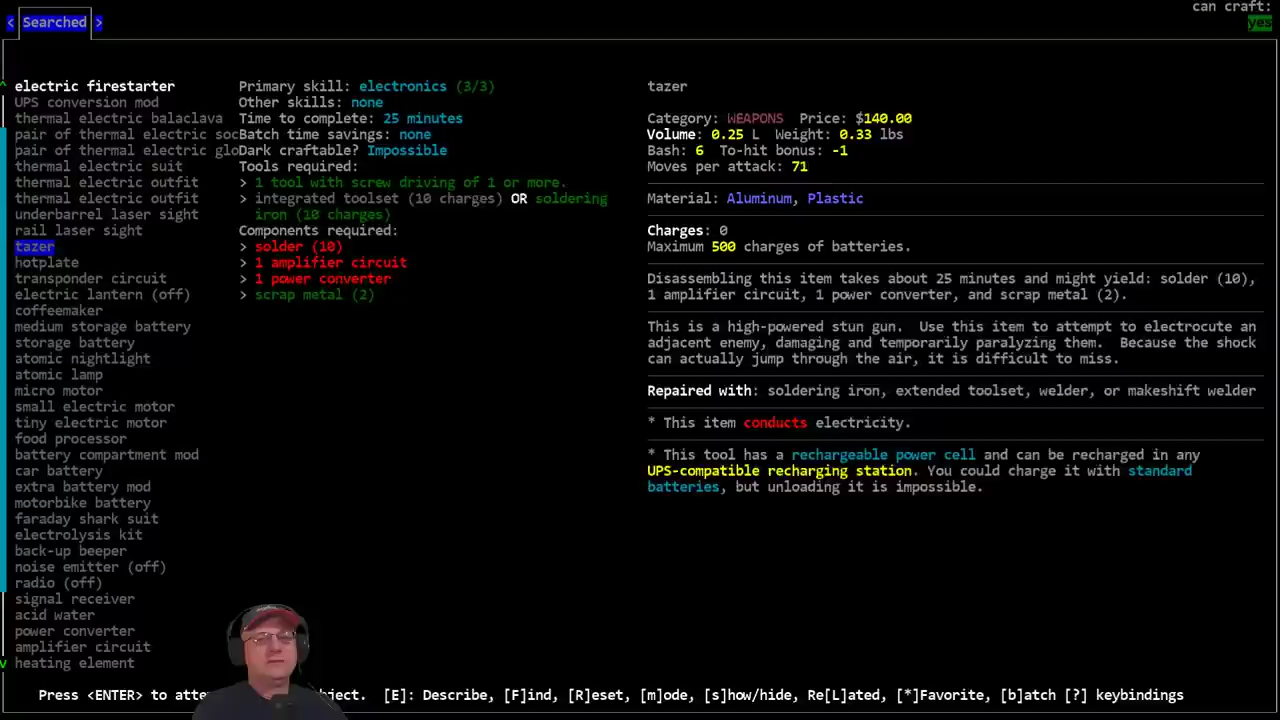 can craft:
< Searched >
yes
^ electric firestarter
UPS conversion mod
thermal electric balaclava
pair of thermal electric soc
pair of thermal electric glo
thermal electric suit
thermal electric outfit
thermal electric outfit
underbarrel laser sight
rail laser sight
tazer
hotplate
transponder circuit
electric lantern (off)
coffeemaker
medium storage battery
storage battery
atomic nightlight
atomic lamp
micro motor
small electric motor
tiny electric motor
food processor
battery compartment mod
car battery
extra battery mod
motorbike battery
faraday shark suit
electrolysis kit
back-up beeper
noise emitter (off)
radio (off)
signal receiver
acid water
power converter
amplifier circuit
v heating element
Primary skill: electronics (3/3)
Other skills: none
Time to complete: 25 minutes
Batch time savings: none
Dark craftable? Impossible
Tools required:
> 1 tool with screw driving of 1 or more.
> integrated toolset (10 charges) OR soldering
iron (10 charges)
Components required:
> solder (10)
> 1 amplifier circuit
> 1 power converter
> scrap metal (2)
tazer
Category: WEAPONS Price: $140.00
Volume: 0.25 L Weight: 0.33 lbs
Bash: 6 To-hit bonus: -1
Moves per attack: 71
Material: Aluminum, Plastic
Charges: 0
Maximum 500 charges of batteries.
Disassembling this item takes about 25 minutes and might yield: solder (10),
1 amplifier circuit, 1 power converter, and scrap metal (2).
This is a high-powered stun gun. Use this item to attempt to electrocute an
adjacent enemy, damaging and temporarily paralyzing them. Because the shock
can actually jump through the air, it is difficult to miss.
Repaired with: soldering iron, extended toolset, welder, or makeshift welder
* This item conducts electricity.
* This tool has a rechargeable power cell and can be recharged in any
UPS-compatible recharging station. You could charge it with standard
batteries, but unloading it is impossible.
Press <ENTER> to atte ject. [E]: Describe, [F]ind, [R]eset, [m]ode, [s]how/hide, Re[L]ated, [*]Favorite, [b]atch [?] keybindings